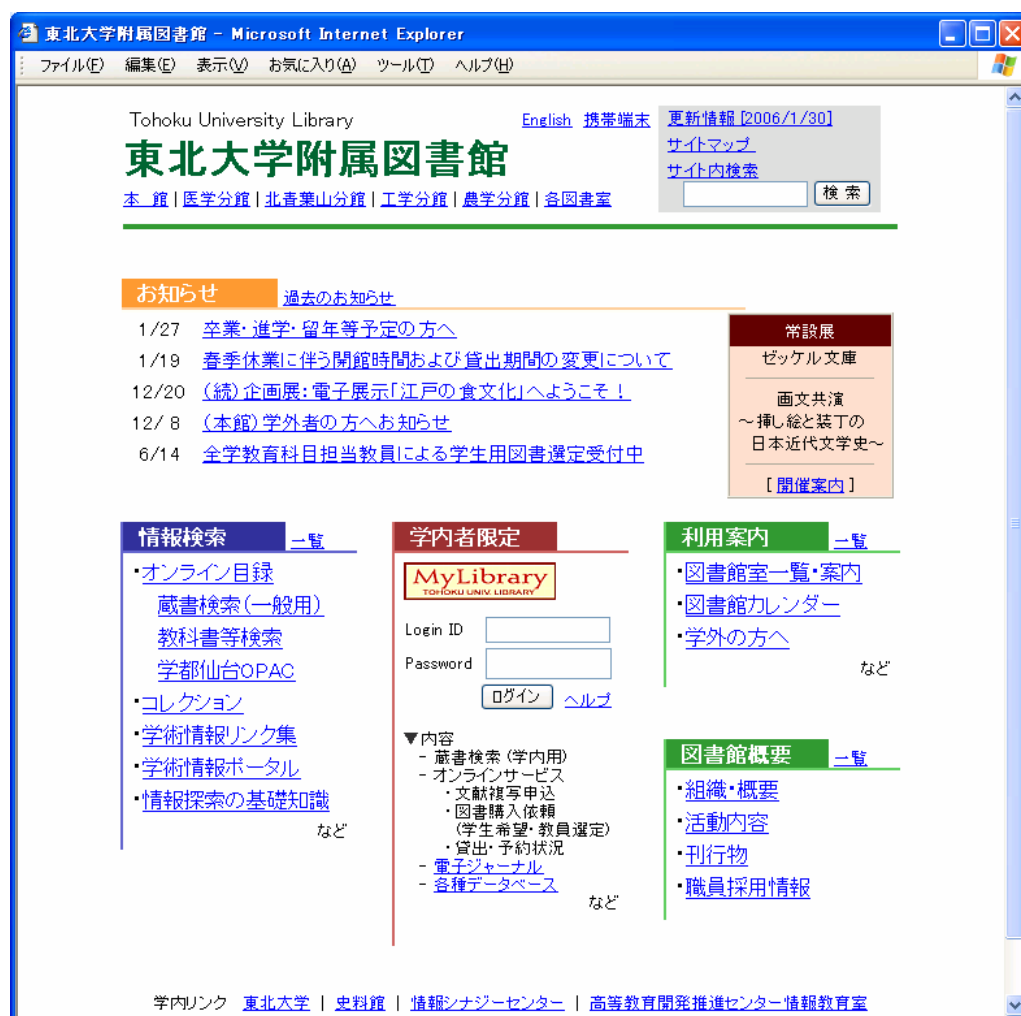 東北大学附属図書館 - Microsoft Internet Explorer
ファイル(F) 編集(E) 表示(V) お気に入り(A) ツール(T) ヘルプ(H)
Tohoku University Library
English 携帯端末
東北大学附属図書館
本 館 | 医学分館 | 北青葉山分館 | 工学分館 | 農学分館 | 各図書室
更新情報 [2006/1/30]
サイトマップ
サイト内検索
検 索
お知らせ 過去のお知らせ
1/27 卒業・進学・留年等予定の方へ
1/19 春季休業に伴う開館時間および貸出期間の変更について
12/20 (続)企画展:電子展示「江戸の食文化」へようこそ!
12/ 8 (本館)学外者の方へお知らせ
6/14 全学教育科目担当教員による学生用図書選定受付中
常設展
ゼッケル文庫
画文共演
~挿し絵と装丁の
日本近代文学史~
[ 開催案内 ]
情報検索 一覧
・オンライン目録
蔵書検索(一般用)
教科書等検索
学都仙台OPAC
・コレクション
・学術情報リンク集
・学術情報ポータル
・情報探索の基礎知識
など
学内者限定
MyLibrary
TOHOKU UNIV. LIBRARY
Login ID
Password
ログイン ヘルプ
▼内容
- 蔵書検索(学内用)
- オンラインサービス
・文献複写申込
・図書購入依頼
(学生希望・教員選定)
・貸出・予約状況
- 電子ジャーナル
- 各種データベース
など
利用案内 一覧
・図書館室一覧・案内
・図書館カレンダー
・学外の方へ
など
図書館概要 一覧
・組織・概要
・活動内容
・刊行物
・職員採用情報
学内リンク 東北大学 | 史料館 | 情報シナジーセンター | 高等教育開発推進センター情報教育室